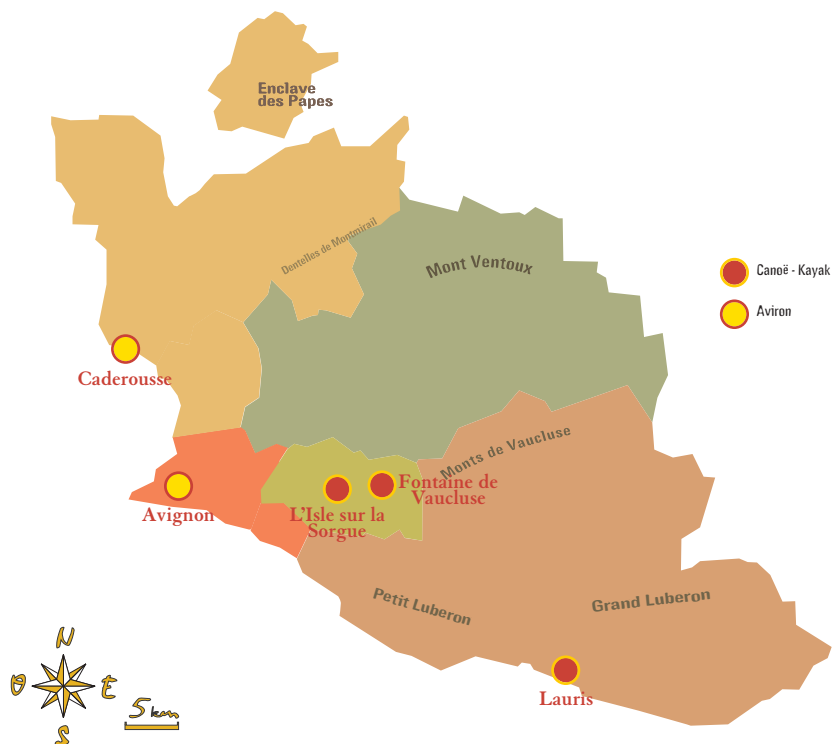 Enclave
des Papes
Dentelles de Montmirail
Mont Ventoux
Canoë - Kayak
Aviron
Caderousse
Monts de Vaucluse
Fontaine de
Vaucluse
Avignon
L'Isle sur la
Sorgue
Petit Luberon
Grand Luberon
Lauris
N
O
E
S
5 km